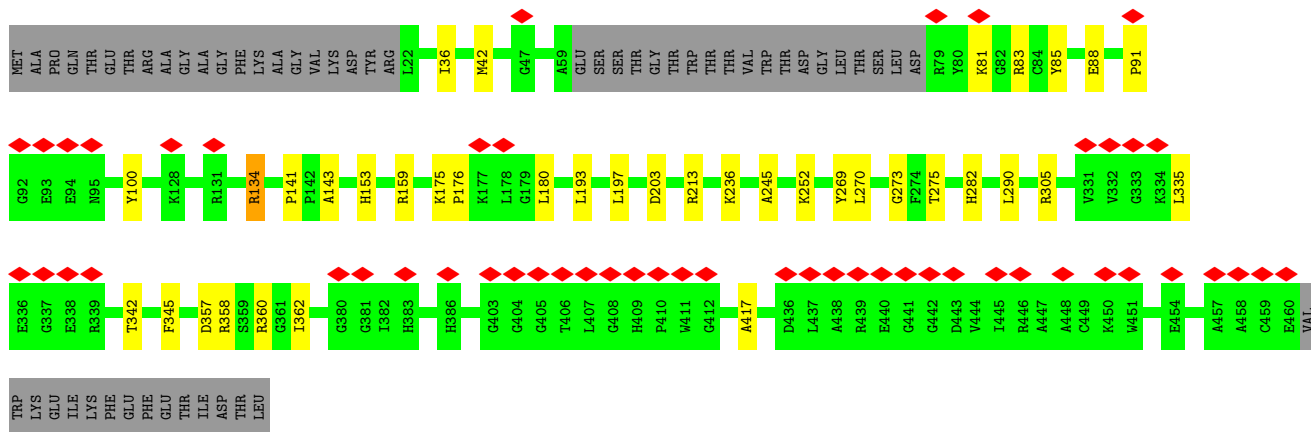 MET ALA PRO GLN THR GLU THR ARG ALA GLY ALA GLY PHE LYS ALA GLY VAL LYS ASP TYR ARG L22 I36 M42 G47 A59 GLU SER SER THR GLY THR TRP THR THR VAL TRP THR ASP GLY LEU THR SER LEU ASP R79 Y80 K81 G82 R83 C84 Y85 E88 P91
G92 E93 E94 N95 Y100 K128 R131 R134 P141 P142 A143 H153 R159 K175 P176 K177 L178 G179 L180 L193 L197 D203 R213 K236 A245 K252 Y269 L270 G273 F274 T275 H282 L290 R305 V331 V332 G333 K334 L335
E336 G337 E338 R339 T342 F345 D357 R358 S359 R360 G361 I362 G380 G381 I382 H383 H386 G403 G404 G405 T406 L407 G408 H409 P410 W411 G412 A417 D436 L437 A438 R439 E440 G441 G442 D443 V444 I445 R446 A447 A448 C449 K450 W451 E454 A457 A458 C459 E460 VAL
TRP LYS GLU ILE LYS PHE GLU PHE GLU THR ILE ASP THR LEU